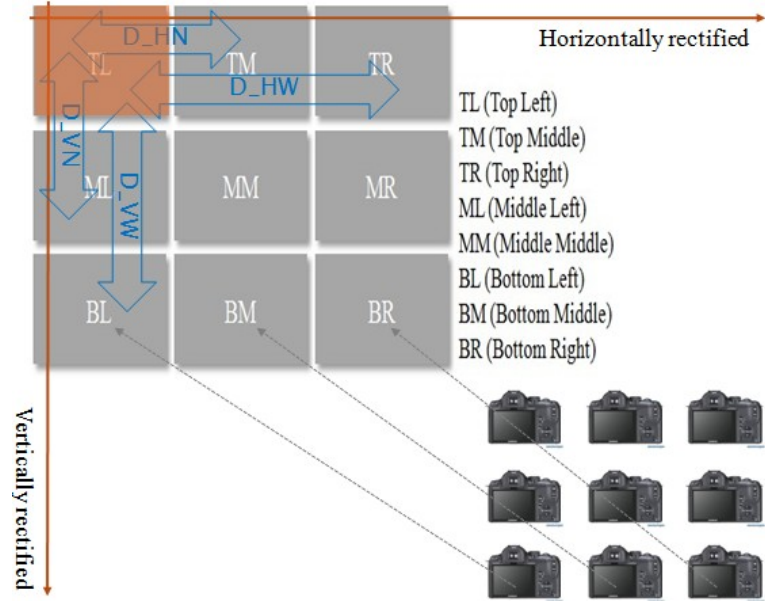 Horizontally rectified
D_HN
TL
TM
TR
D_HW
D_VN
D_VW
ML
MM
MR
BL
BM
BR
TL (Top Left)
TM (Top Middle)
TR (Top Right)
ML (Middle Left)
MM (Middle Middle)
BL (Bottom Left)
BM (Bottom Middle)
BR (Bottom Right)
Vertically rectified